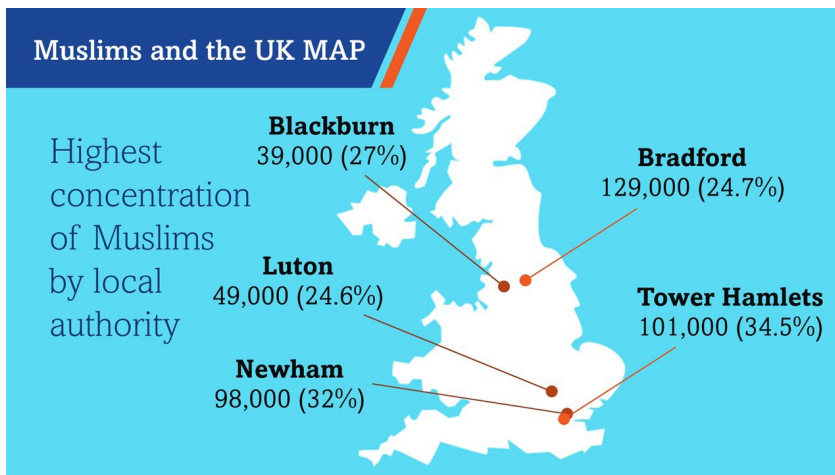 Muslims and the UK MAP
Highest
concentration
of Muslims
by local
authority
Blackburn
39,000 (27%)
Bradford
129,000 (24.7%)
Luton
49,000 (24.6%)
Tower Hamlets
101,000 (34.5%)
Newham
98,000 (32%)